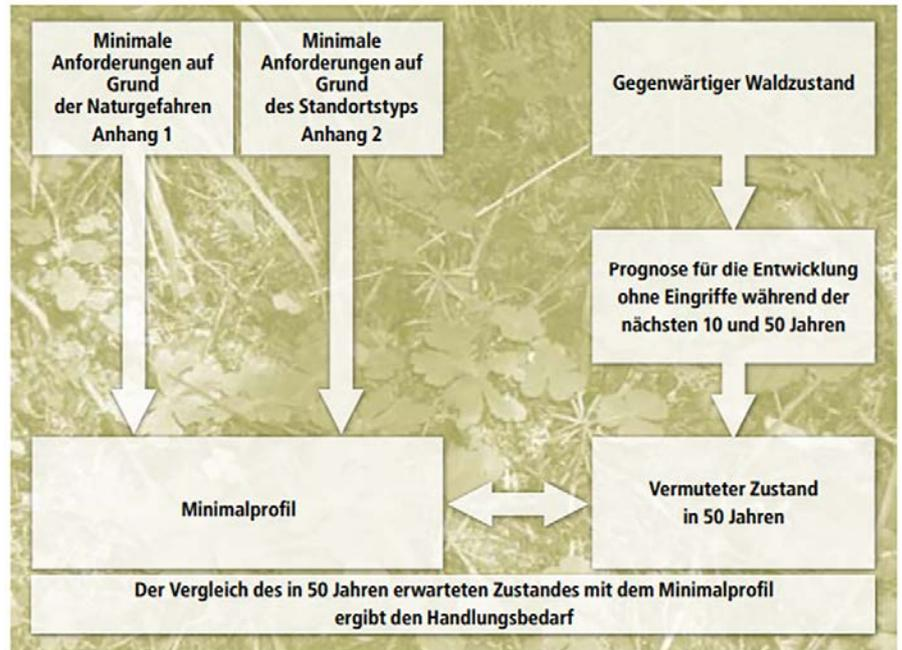 Minimale
Anforderungen auf
Grund
der Naturgefahren
Anhang 1
Minimale
Anforderungen auf
Grund
des Standortstyps
Anhang 2
Gegenwärtiger Waldzustand
Prognose für die Entwicklung
ohne Eingriffe während der
nächsten 10 und 50 Jahren
Minimalprofil
Vermuteter Zustand
in 50 Jahren
Der Vergleich des in 50 Jahren erwarteten Zustandes mit dem Minimalprofil
ergibt den Handlungsbedarf